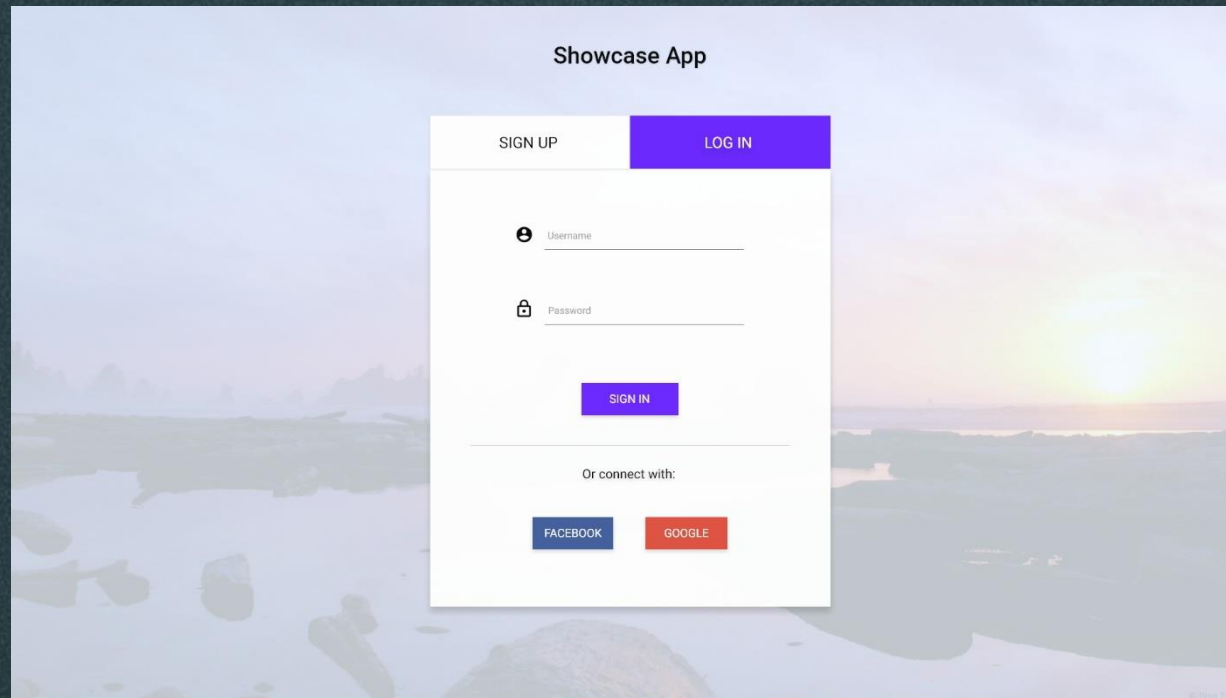 Showcase App
SIGN UP LOG IN
Username
Password
SIGN IN
Or connect with:
FACEBOOK GOOGLE